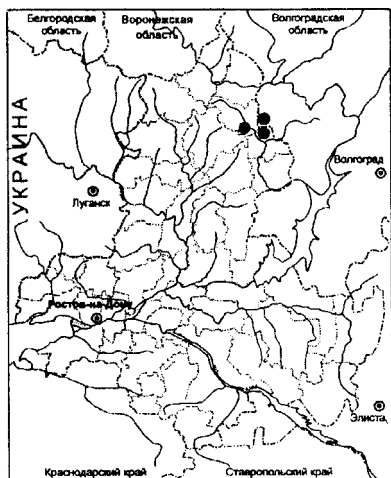 Белгородская
область
Воронежская
область
Волгоградская
область
УКРАИНА
Волгоград
Луганск
Ростов-на-Дону
Элиста
Краснодарский край
Ставропольский край